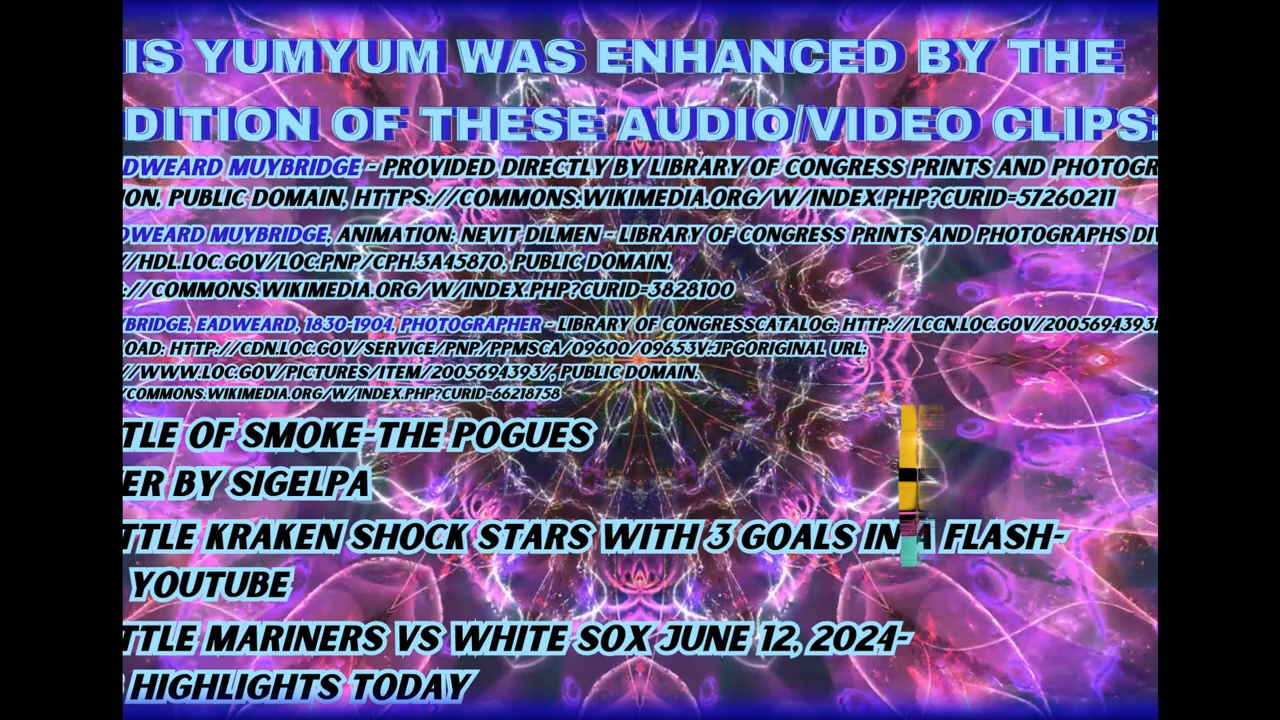 IS YUMYUM WAS ENHANCED BY THE
DITION OF THESE AUDIO/VIDEO CLIPS:
ADWEARD MUYBRIDGE - PROVIDED DIRECTLY BY LIBRARY OF CONGRESS PRINTS AND PHOTOGR
ON, PUBLIC DOMAIN, HTTPS://COMMONS.WIKIMEDIA.ORG/W/INDEX.PHP?CURID=57260211
DWEARD MUYBRIDGE, ANIMATION: NEVIT DILMEN - LIBRARY OF CONGRESS PRINTS AND PHOTOGRAPHS DIV
//HDL.LOC.GOV/LOC.PNP/CPH.3A45870, PUBLIC DOMAIN,
://COMMONS.WIKIMEDIA.ORG/W/INDEX.PHP?CURID=3828100
YBRIDGE, EADWEARD, 1830-1904, PHOTOGRAPHER - LIBRARY OF CONGRESSCATALOG: HTTP://LCCN.LOC.GOV/2005694393
OAD: HTTP://CDN.LOC.GOV/SERVICE/PNP/PPMSCA/09600/09653V.JPGORIGINAL URL:
//WWW.LOC.GOV/PICTURES/ITEM/2005694393/, PUBLIC DOMAIN,
/COMMONS.WIKIMEDIA.ORG/W/INDEX.PHP?CURID=66218758
TLE OF SMOKE-THE POGUES
ER BY SIGELPA
TTLE KRAKEN SHOCK STARS WITH 3 GOALS IN A FLASH-
YOUTUBE
TTLE MARINERS VS WHITE SOX JUNE 12, 2024-
HIGHLIGHTS TODAY